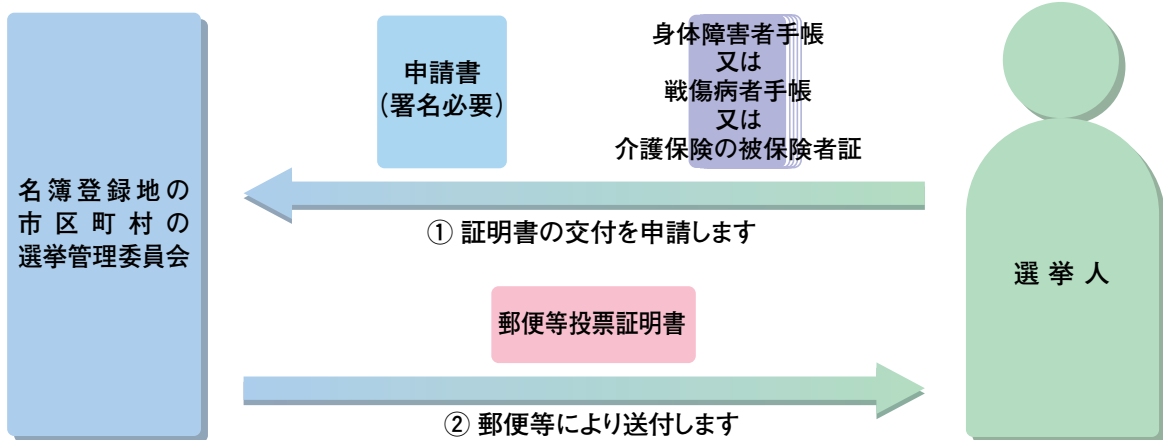 名簿登録地の
市区町村の
選挙管理委員会
申請書
(署名必要)
身体障害者手帳
又は
戦傷病者手帳
又は
介護保険の被保険者証
① 証明書の交付を申請します
郵便等投票証明書
② 郵便等により送付します
選挙人